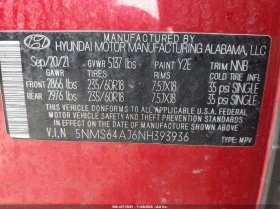 MANUFACTURED BY
HYUNDAI
HYUNDAI MOTOR MANUFACTURING ALABAMA, LLC
Sep/20/21 GVWR 5137 lbs PAINT Y2E TRIM NNB
GAWR TIRES RIMS COLD TIRE
FRT 2866 lbs 235/60R18 7.5JX18 35 psi SINGLE
RR 2976 lbs 235/60R18 7.5JX18 35 psi SINGLE
THIS VEHICLE CONFORMS TO ALL APPLICABLE
FEDERAL MOTOR VEHICLE SAFETY AND THEFT PREVENTION
STANDARDS IN EFFECT ON THE DATE OF MANUFACTURE SHOWN ABOVE.
V.I.N: 5NMS64AJ6NH393936 TYPE: MPV